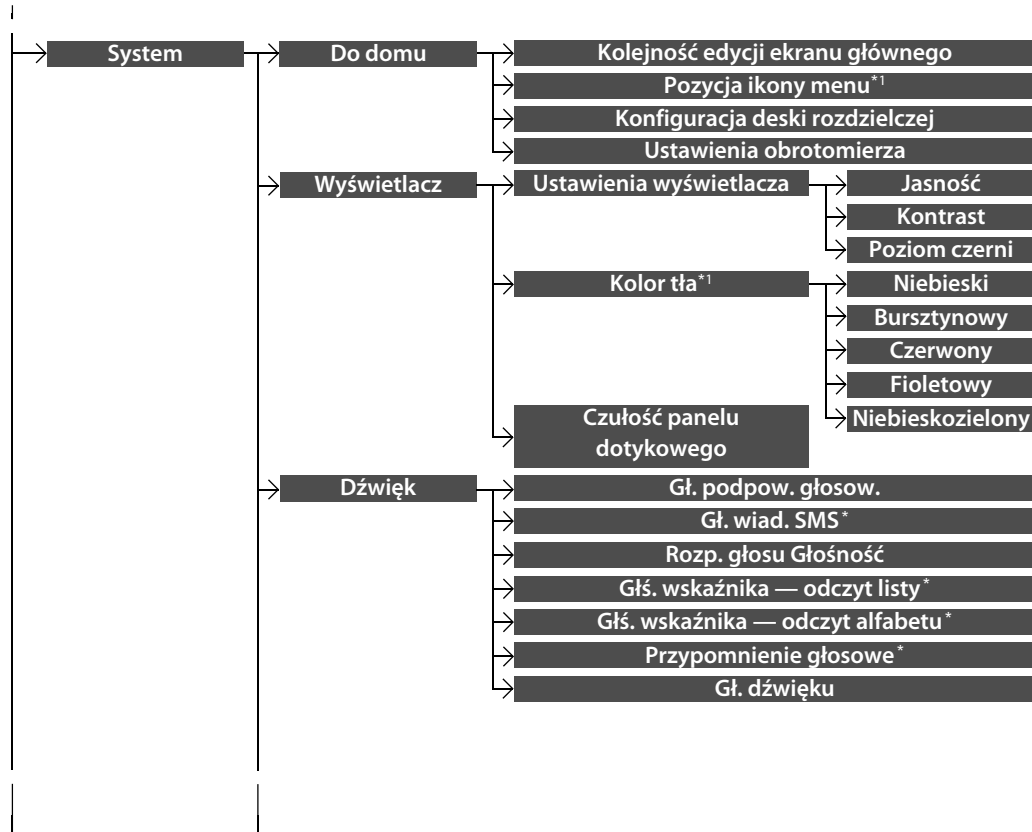 System
Do domu
Kolejność edycji ekranu głównego
Pozycja ikony menu*1
Konfiguracja deski rozdzielczej
Ustawienia obrotomierza
Wyświetlacz
Ustawienia wyświetlacza
Jasność
Kontrast
Poziom czerni
Kolor tła*1
Niebieski
Bursztynowy
Czerwony
Fioletowy
Niebieskozielony
Czułość panelu
dotykowego
Dźwięk
Gł. podpow. głosow.
Gł. wiad. SMS*
Rozp. głosu Głośność
Głś. wskaźnika — odczyt listy*
Głś. wskaźnika — odczyt alfabetu*
Przypomnienie głosowe*
Gł. dźwięku